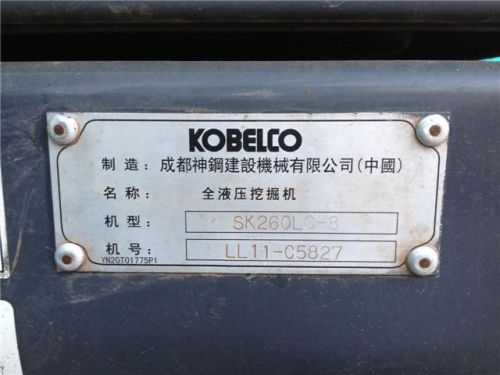 KOBELCO
制造：成都神鋼建設機械有限公司(中國)
名称：全液压挖掘机
机型：SK260LC-8
机号：LL11-C5827
YN20T01775P1